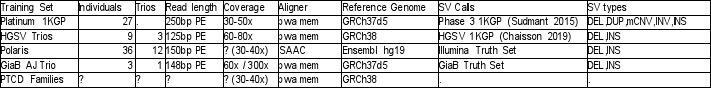 Training Set Individuals Trios Read length Coverage Aligner Reference Genome SV Calls SV types
Platinum 1KGP 27 . 250bp PE 30-50x bwa mem GRCh37d5 Phase 3 1KGP (Sudmant 2015) DEL,DUP,mCNV,INV,INS
HGSV Trios 9 3 125bp PE 60-80x bwa mem GRCh38 HGSV 1KGP (Chaisson 2019) DEL,INS
Polaris 36 12 150bp PE ? (30-40x) SAAC Ensembl hg19 Illumina Truth Set DEL,INS
GiaB AJ Trio 3 1 148bp PE 60x / 300x bwa mem GRCh37d5 GiaB Truth Set DEL,INS
PTCD Families ? ? ? ? (30-40x) bwa mem GRCh38 . .